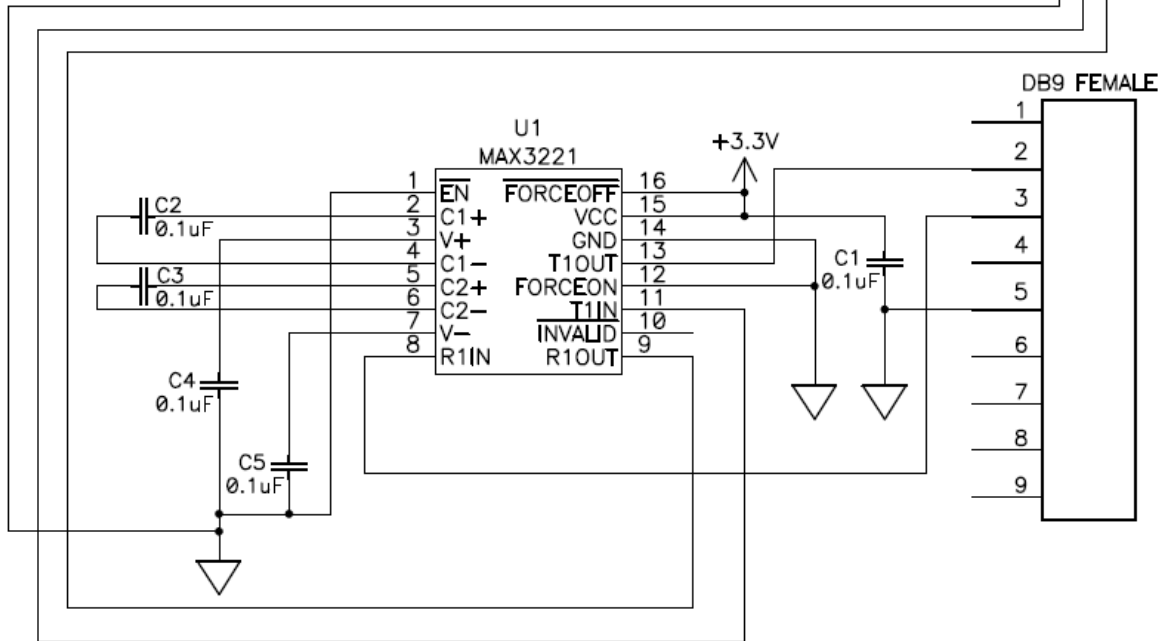 DB9 FEMALE
1
2
3
4
5
6
7
8
9
U1
MAX3221
+3.3V
1
2
3
4
5
6
7
8
EN
C1+
V+
C1-
C2+
C2-
V-
R1IN
FORCEOFF
VCC
GND
T1OUT
FORCEON
T1IN
INVALID
R1OUT
16
15
14
13
12
11
10
9
C2
0.1uF
C3
0.1uF
C1
0.1uF
C4
0.1uF
C5
0.1uF